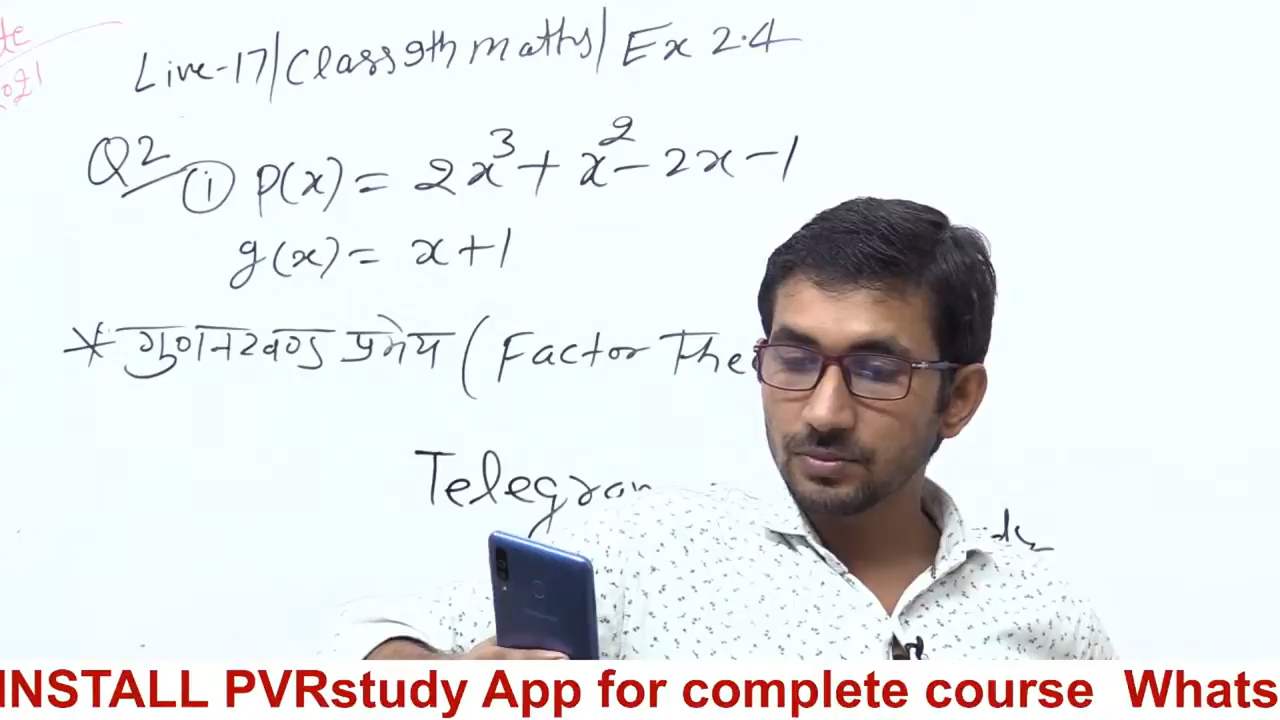 Live-17/Class 9th maths/Ex 2.4
Q2 (i) p(x) = 2x³ + x² - 2x - 1
g(x) = x+1
* गुणनखण्ड प्रमेय (Factor The
Telegram
INSTALL PVRstudy App for complete course Whats